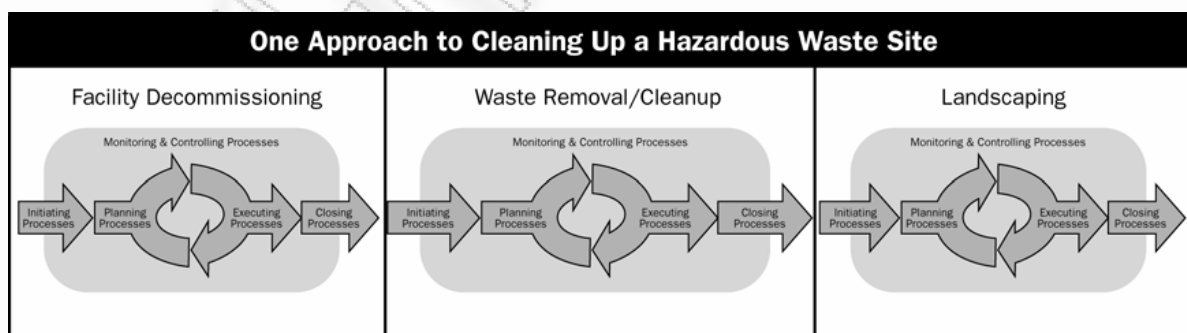 One Approach to Cleaning Up a Hazardous Waste Site
Facility Decommissioning
Monitoring & Controlling Processes
Initiating
Processes
Planning
Processes
Executing
Processes
Closing
Processes
Waste Removal/Cleanup
Monitoring & Controlling Processes
Initiating
Processes
Planning
Processes
Executing
Processes
Closing
Processes
Landscaping
Monitoring & Controlling Processes
Initiating
Processes
Planning
Processes
Executing
Processes
Closing
Processes